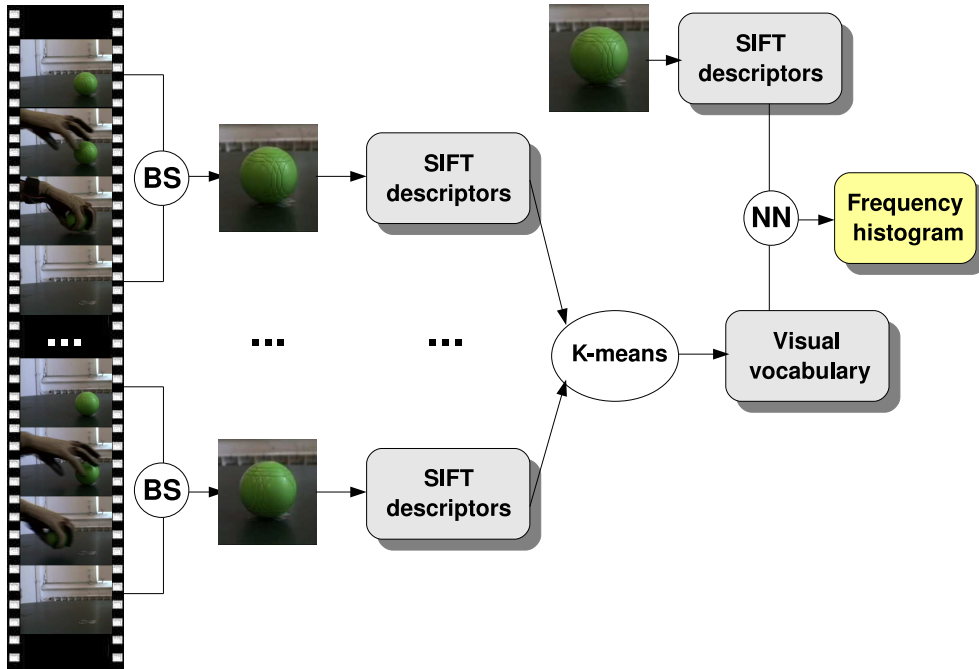 SIFT
descriptors
BS
SIFT
descriptors
NN
Frequency
histogram
...
...
...
K-means
Visual
vocabulary
BS
SIFT
descriptors